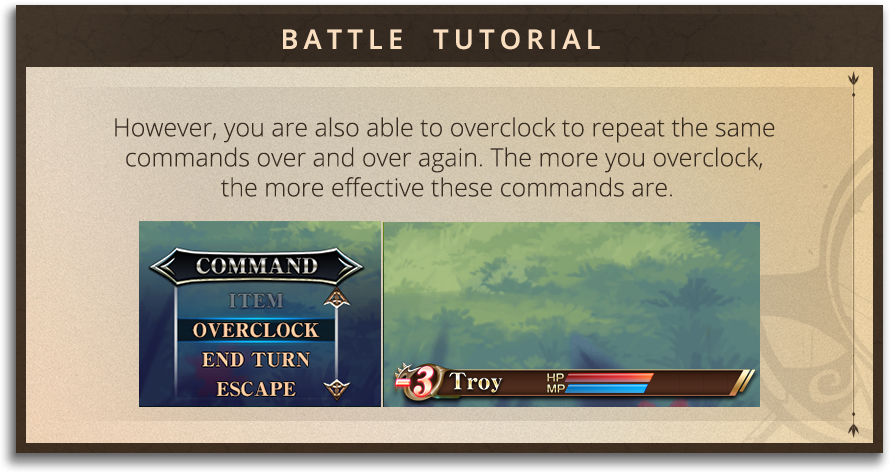 BATTLE TUTORIAL
However, you are also able to overclock to repeat the same
commands over and over again. The more you overclock,
the more effective these commands are.
COMMAND
ITEM
OVERCLOCK
END TURN
ESCAPE
-3 Troy HP
MP